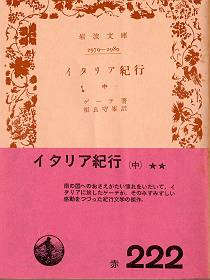 岩波文庫
2979―2980
イタリア紀行
中
ゲーテ著
相良守峯訳
イタリア紀行(中)★★
南の国へのおさえがたい憧れをいだいて、イ
タリアに旅したゲーテが、そのみずみずしい
感動をつづった紀行文学の傑作。
赤 222